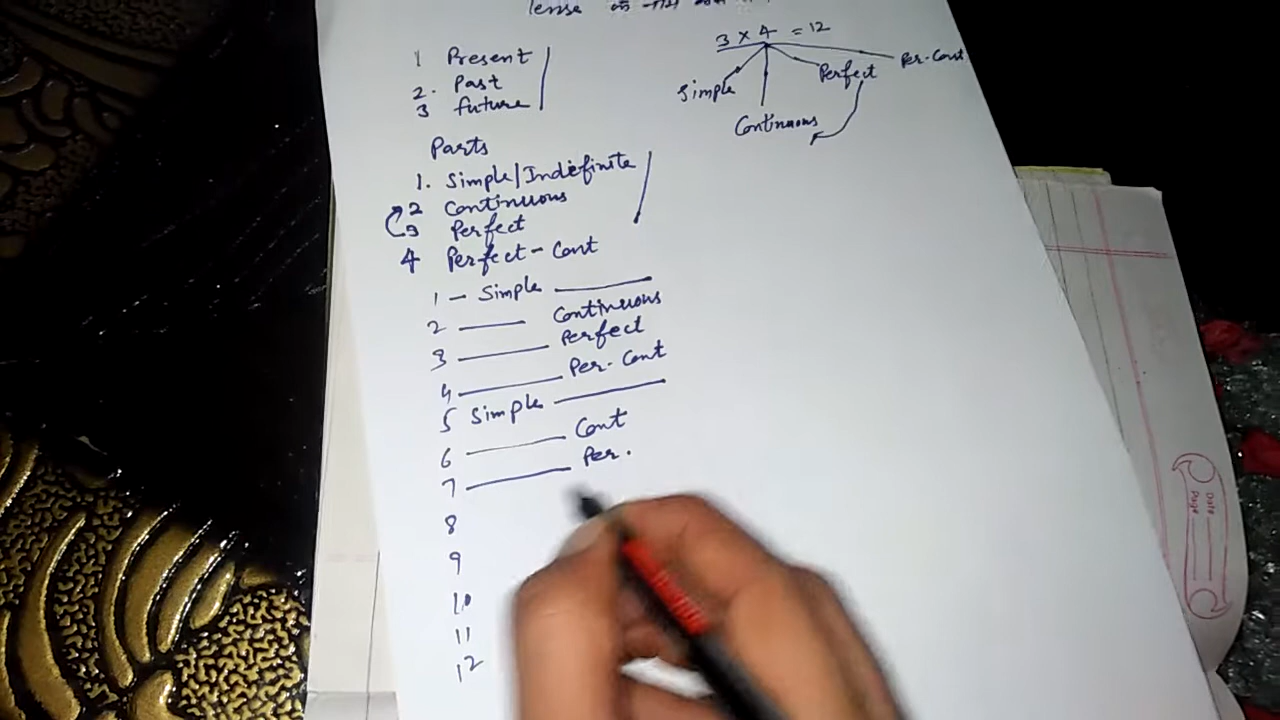 Tense
3 × 4 = 12
Simple
Continuous
Perfect
Per-Cont
1 Present
2. Past
3 future
Parts
1. Simple/Indefinite
2 Continuous
3 Perfect
4 Perfect-Cont
1 – Simple
2 Continuous
3 Perfect
4 Per-Cont
5 Simple
6 Cont
7 Per.
8
9
10
11
12
Date
Page